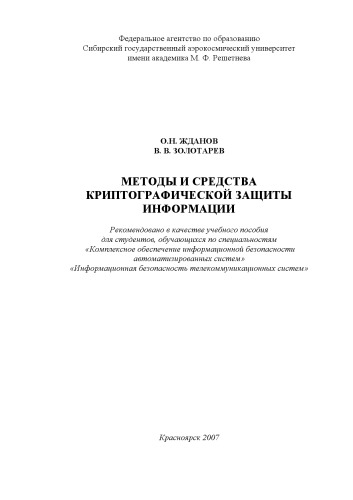 Федеральное агентство по образованию
Сибирский государственный аэрокосмический университет
имени академика М. Ф. Решетнева
О.Н. ЖДАНОВ
В. В. ЗОЛОТАРЕВ
МЕТОДЫ И СРЕДСТВА
КРИПТОГРАФИЧЕСКОЙ ЗАЩИТЫ
ИНФОРМАЦИИ
Рекомендовано в качестве учебного пособия
для студентов, обучающихся по специальностям
«Комплексное обеспечение информационной безопасности
автоматизированных систем»
«Информационная безопасность телекоммуникационных систем»
Красноярск 2007